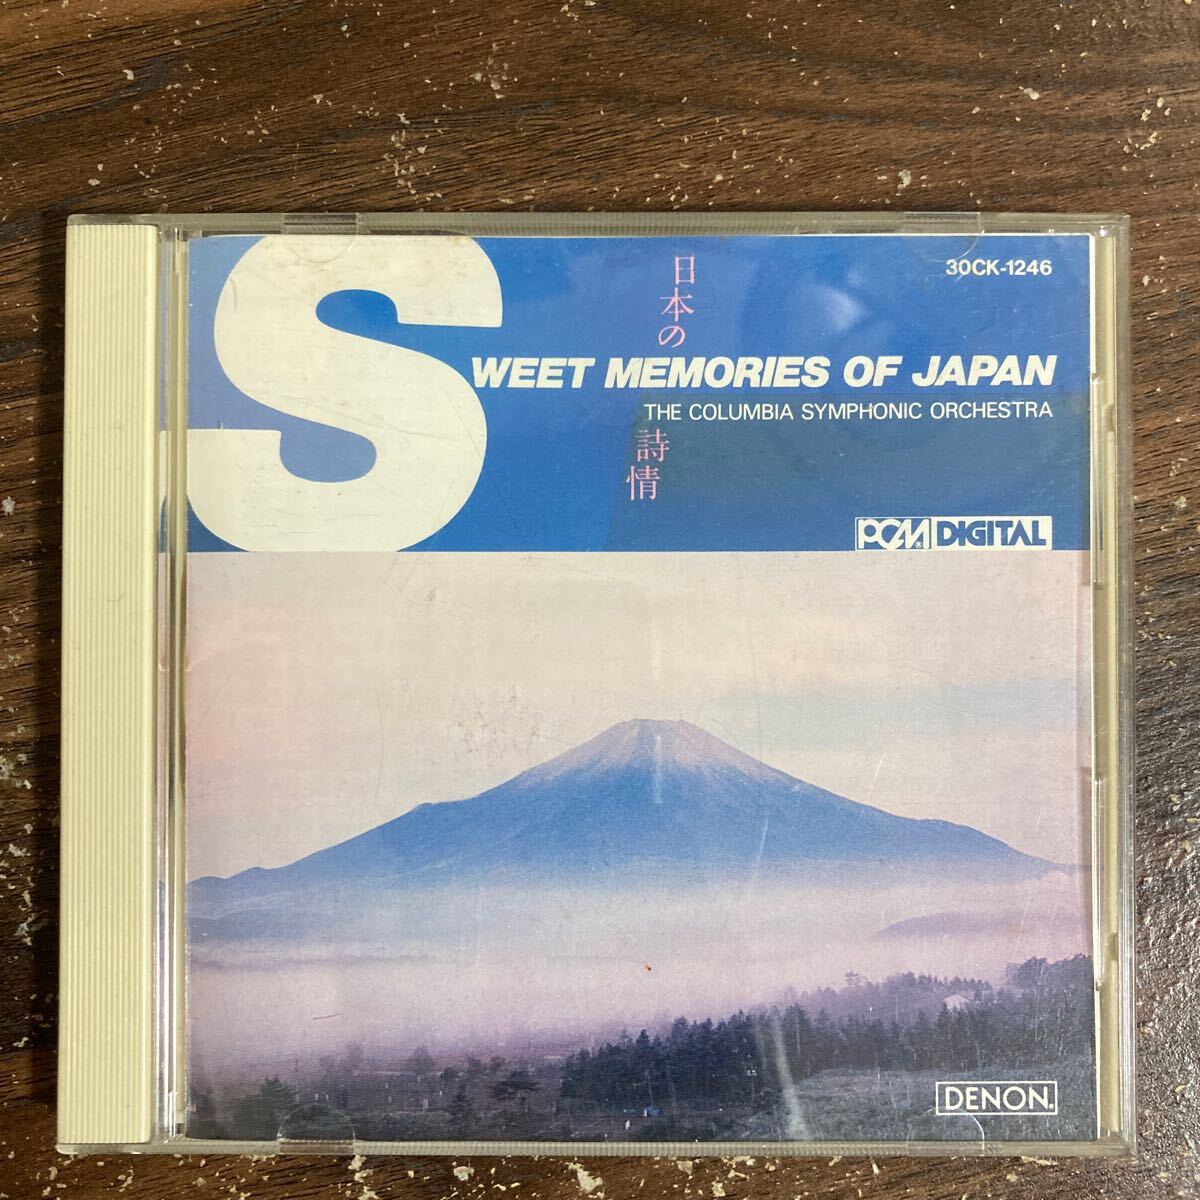 30CK-1246
日本の
SWEET MEMORIES OF JAPAN
THE COLUMBIA SYMPHONIC ORCHESTRA
詩情
PCM® DIGITAL
DENON.